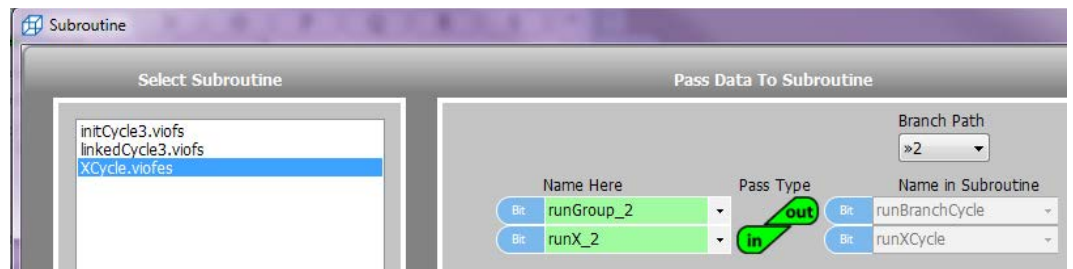 Subroutine
Select Subroutine
Pass Data To Subroutine
initCycle3.viofs
linkedCycle3.viofs
XCycle.viofes
Branch Path
»2
Name Here
Pass Type
Name in Subroutine
Bit runGroup_2 out Bit runBranchCycle
Bit runX_2 in Bit runXCycle